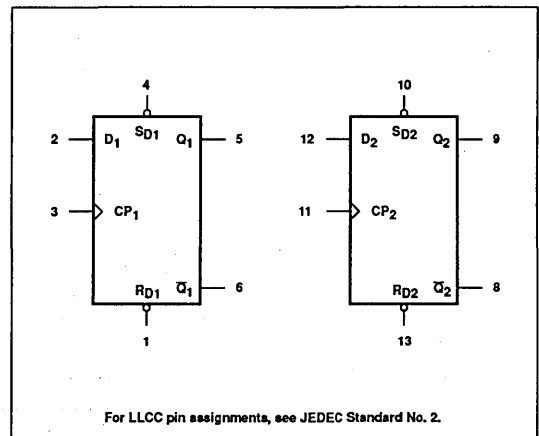 4 10
2 D1 SD1 Q1 5 12 D2 SD2 Q2 9
3 CP1 11 CP2
RD1 Q̅1 6 RD2 Q̅2 8
1 13
For LLCC pin assignments, see JEDEC Standard No. 2.